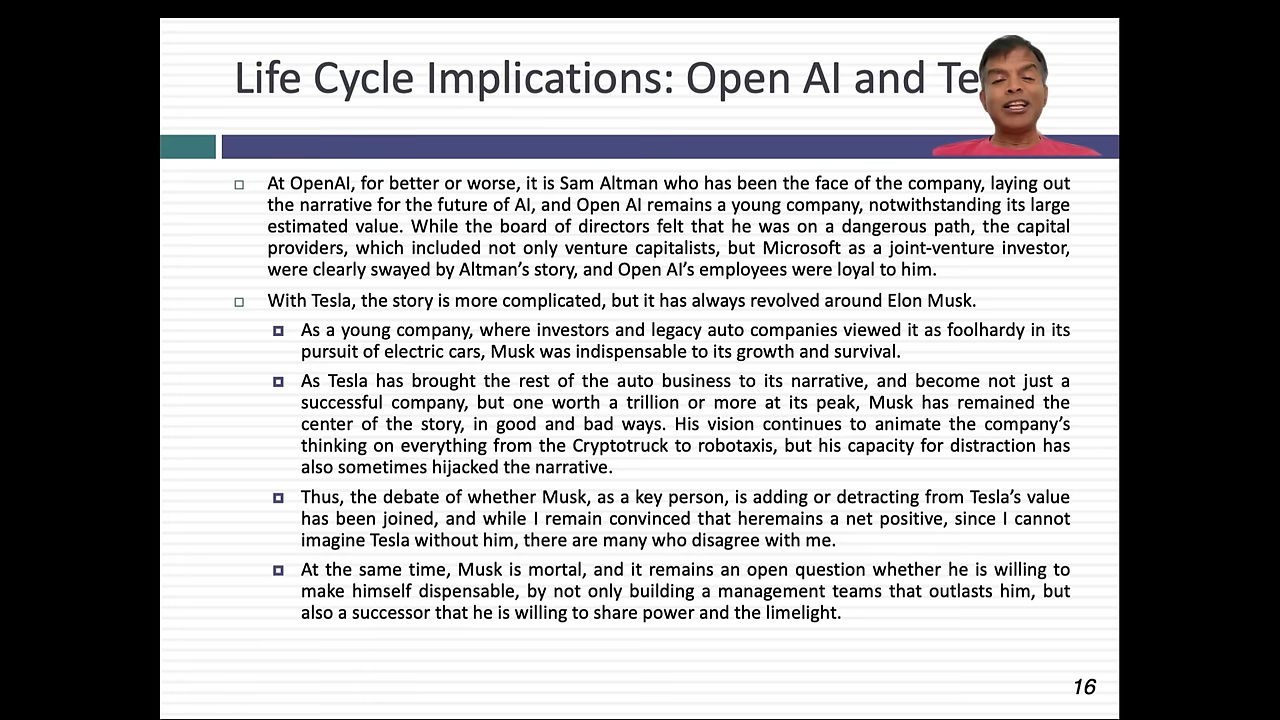 Life Cycle Implications: Open AI and Te
At OpenAI, for better or worse, it is Sam Altman who has been the face of the company, laying out
the narrative for the future of AI, and Open AI remains a young company, notwithstanding its large
estimated value. While the board of directors felt that he was on a dangerous path, the capital
providers, which included not only venture capitalists, but Microsoft as a joint-venture investor,
were clearly swayed by Altman's story, and Open AI's employees were loyal to him.
With Tesla, the story is more complicated, but it has always revolved around Elon Musk.
As a young company, where investors and legacy auto companies viewed it as foolhardy in its
pursuit of electric cars, Musk was indispensable to its growth and survival.
As Tesla has brought the rest of the auto business to its narrative, and become not just a
successful company, but one worth a trillion or more at its peak, Musk has remained the
center of the story, in good and bad ways. His vision continues to animate the company's
thinking on everything from the Cryptotruck to robotaxis, but his capacity for distraction has
also sometimes hijacked the narrative.
Thus, the debate of whether Musk, as a key person, is adding or detracting from Tesla's value
has been joined, and while I remain convinced that heremains a net positive, since I cannot
imagine Tesla without him, there are many who disagree with me.
At the same time, Musk is mortal, and it remains an open question whether he is willing to
make himself dispensable, by not only building a management teams that outlasts him, but
also a successor that he is willing to share power and the limelight.
16